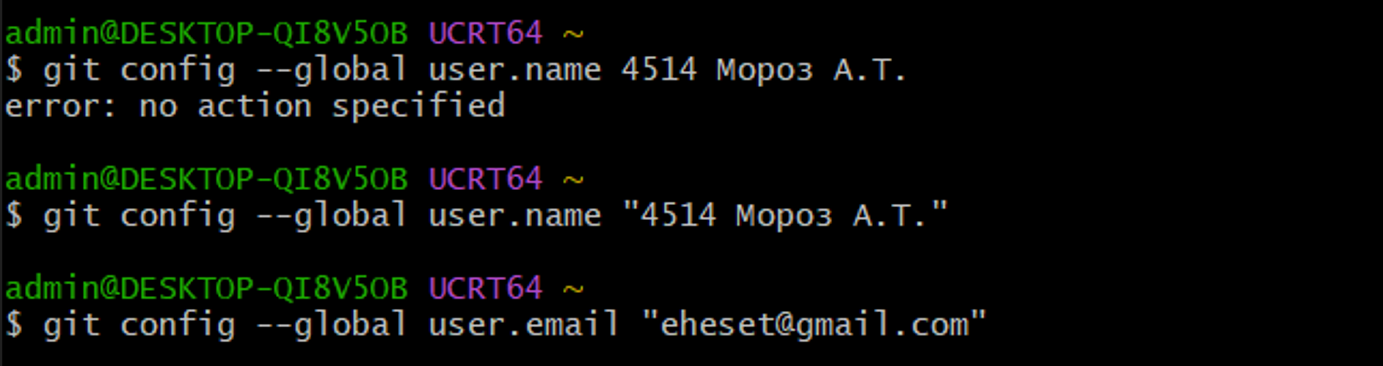 admin@DESKTOP-QI8V5OB UCRT64 ~
$ git config --global user.name 4514 Мороз А.Т.
error: no action specified
admin@DESKTOP-QI8V5OB UCRT64 ~
$ git config --global user.name "4514 Мороз А.Т."
admin@DESKTOP-QI8V5OB UCRT64 ~
$ git config --global user.email "eheset@gmail.com"